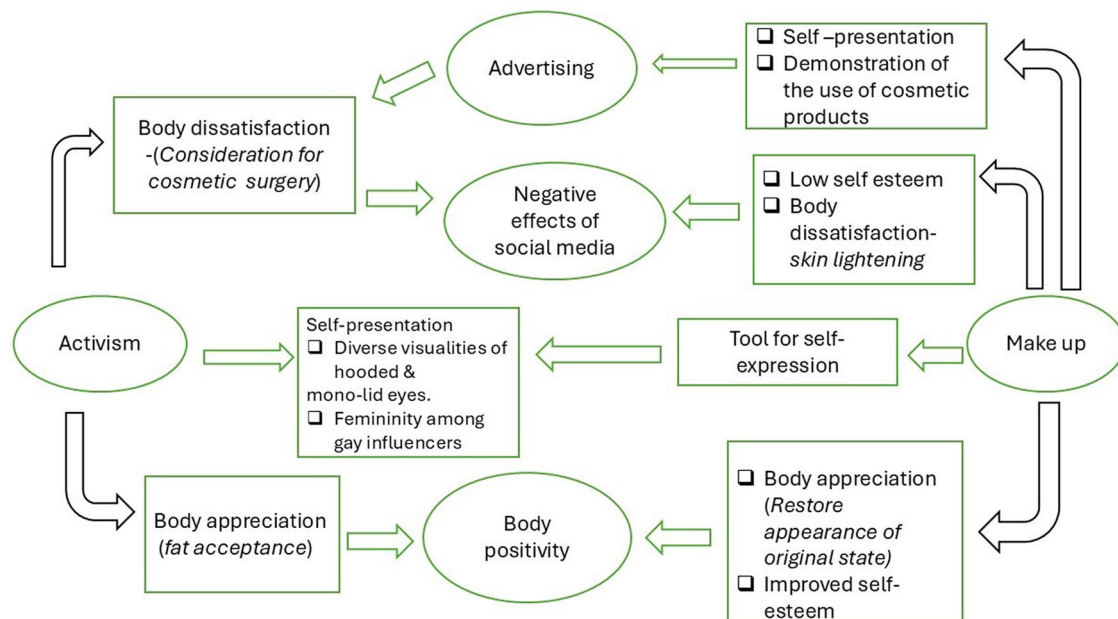 Advertising
❑ Self –presentation
❑ Demonstration of
the use of cosmetic
products
Body dissatisfaction
-(Consideration for
cosmetic surgery)
Negative
effects of
social media
❑ Low self esteem
❑ Body
dissatisfaction-
skin lightening
Activism
Self-presentation
❑ Diverse visualities of
hooded &
mono-lid eyes.
❑ Femininity among
gay influencers
Tool for self-
expression
Make up
Body appreciation
(fat acceptance)
Body
positivity
❑ Body appreciation
(Restore
appearance of
original state)
❑ Improved self-
esteem